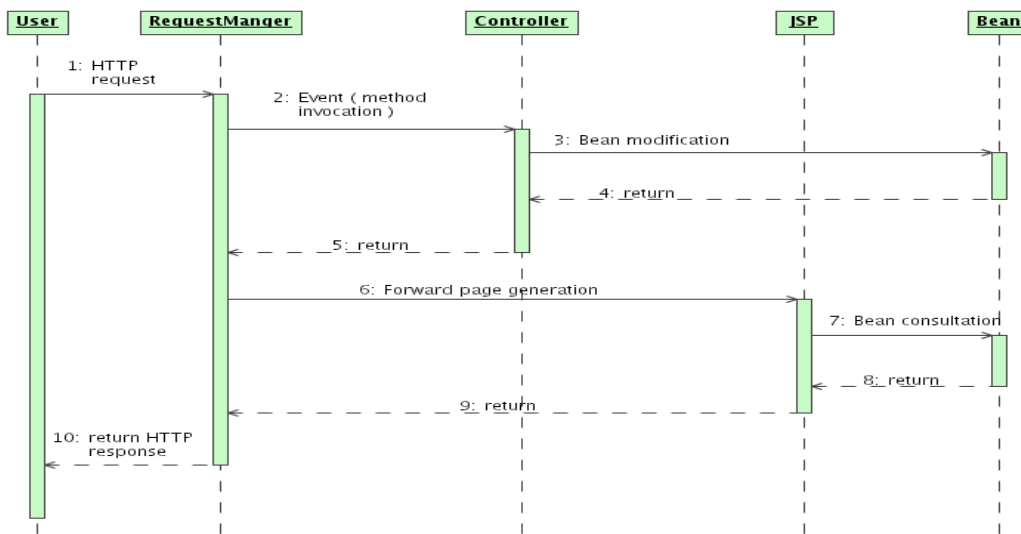 User
RequestManger
Controller
JSP
Bean
1: HTTP
request
2: Event ( method
invocation )
3: Bean modification
4: return
5: return
6: Forward page generation
7: Bean consultation
8: return
9: return
10: return HTTP
response